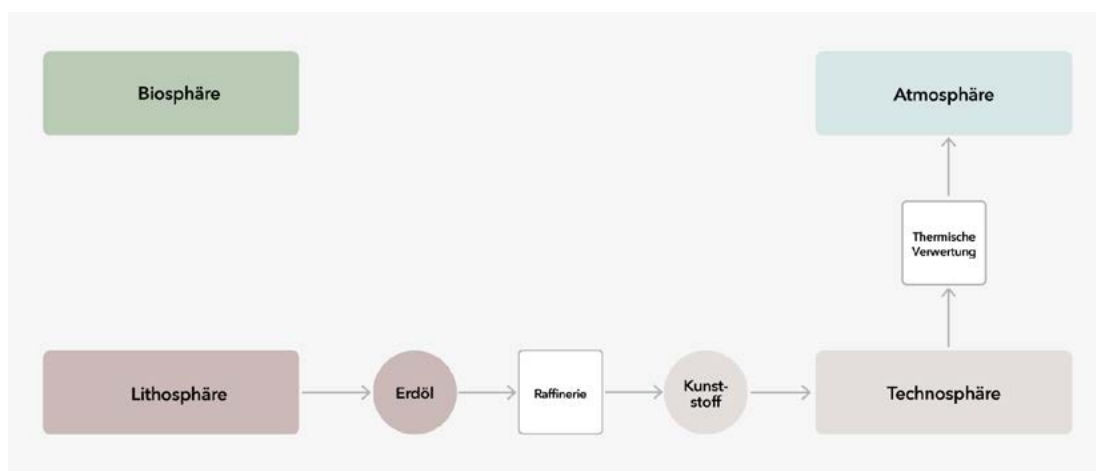 Biosphäre
Atmosphäre
Thermische
Verwertung
Lithosphäre
Erdöl
Raffinerie
Kunst-
stoff
Technosphäre